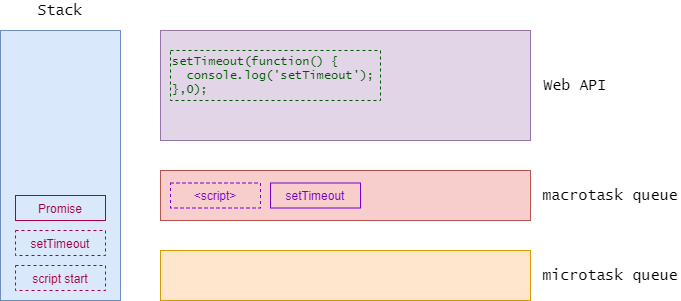 Stack
setTimeout(function() {
  console.log('setTimeout');
},0);
Web API
<script>
setTimeout
macrotask queue
Promise
setTimeout
script start
microtask queue